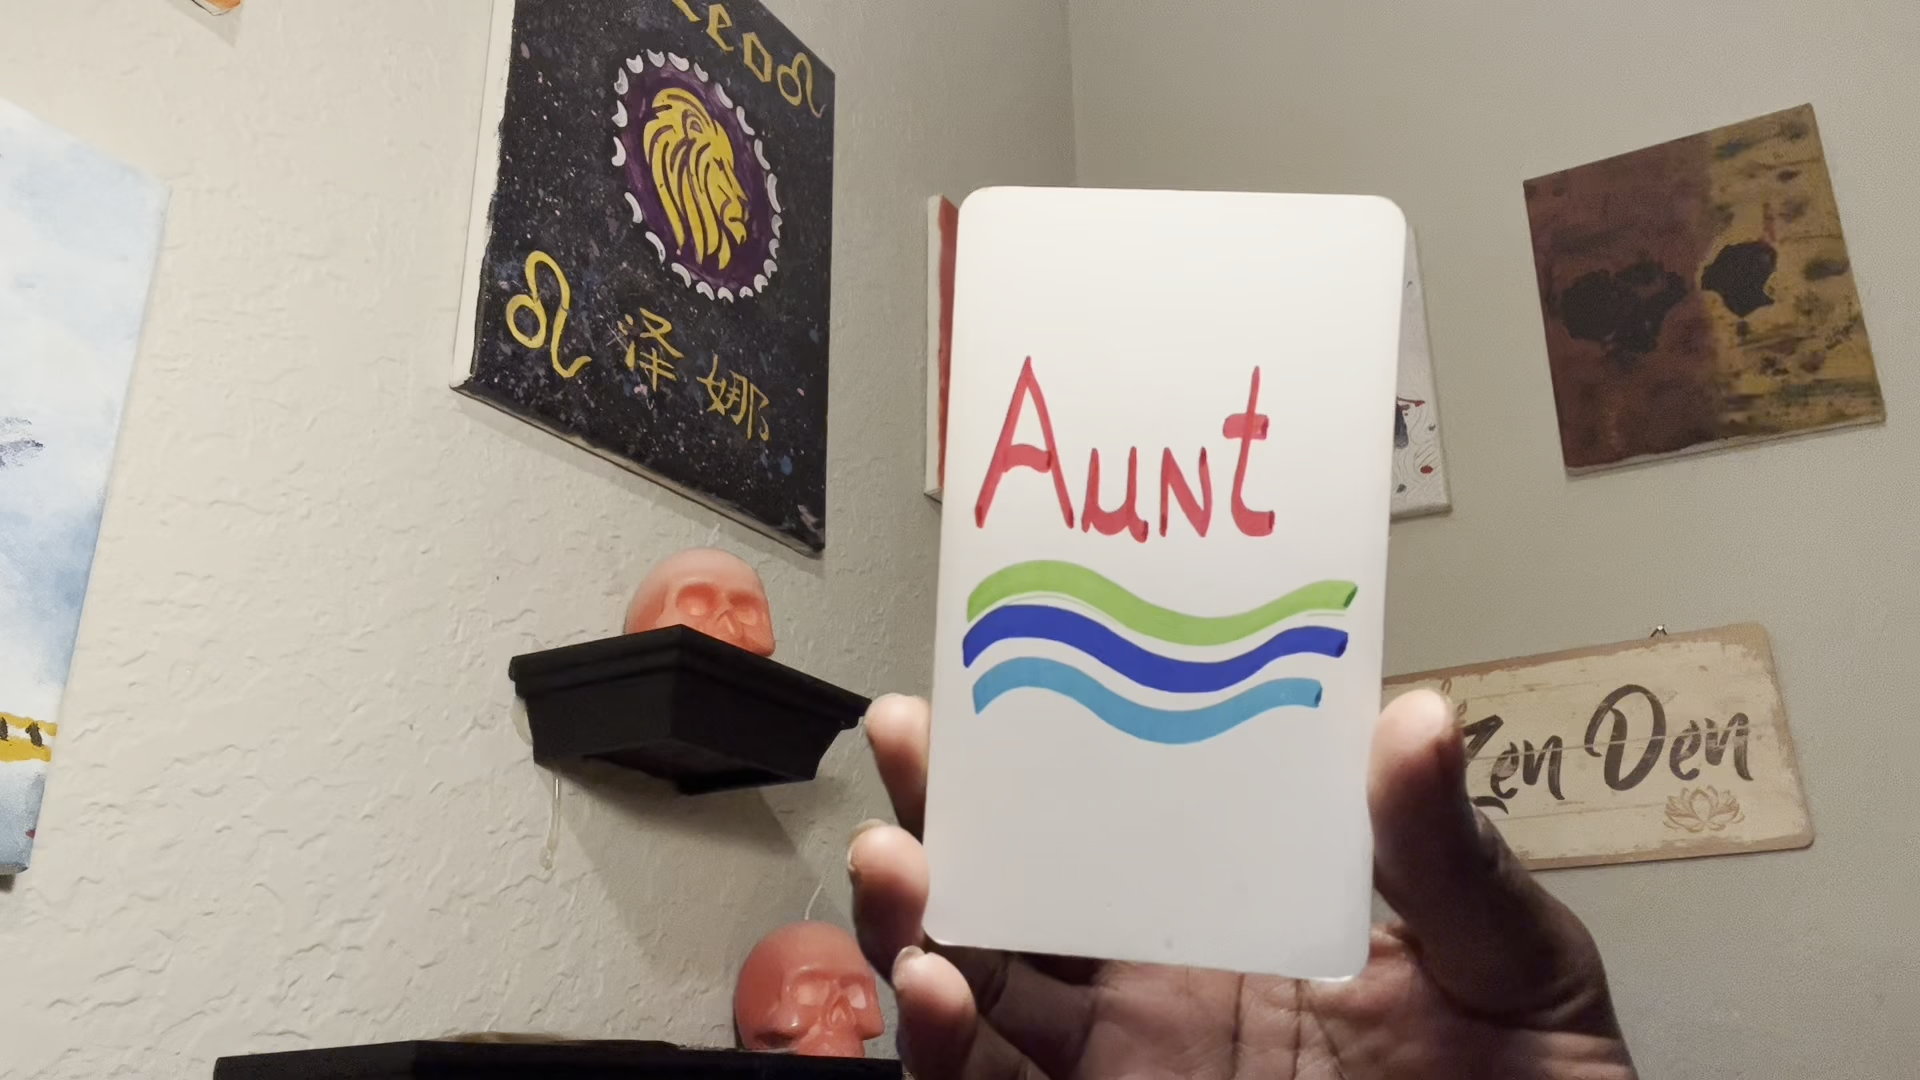 Leo♌
♌ 泽娜
Aunt
Zen Den